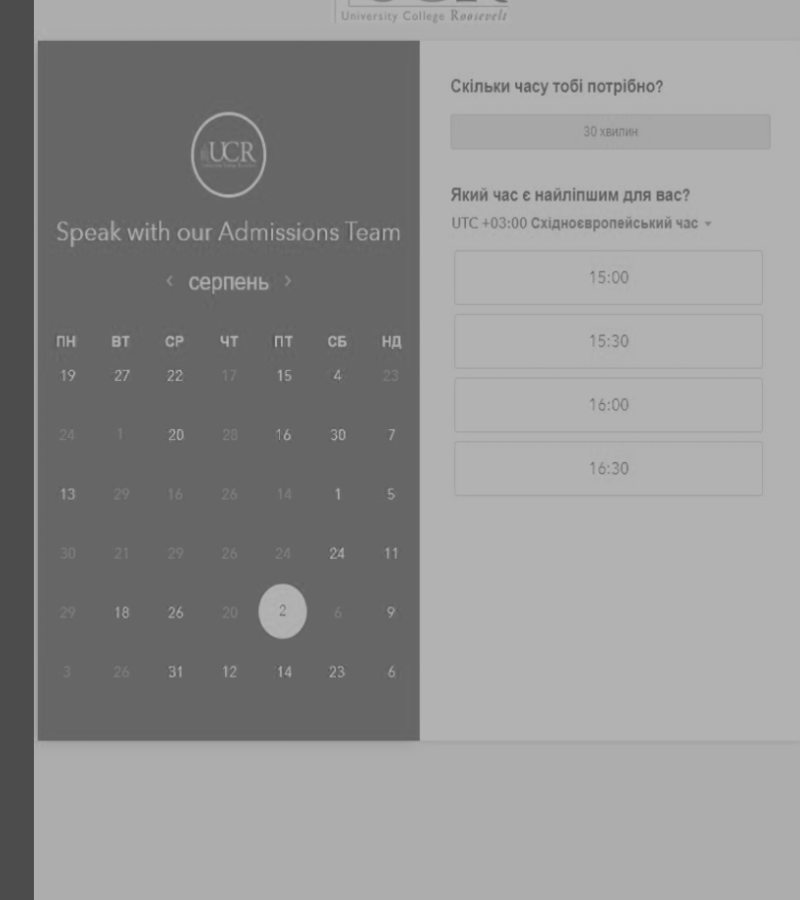 University College Roosevelt
UCR
Speak with our Admissions Team
серпень
ПН ВТ СР ЧТ ПТ СБ НД
19 27 22 17 15 4 23
24 1 20 28 16 30 7
13 29 16 26 14 1 5
30 21 29 26 24 24 11
29 18 26 20 2 6 9
3 26 31 12 14 23 6
Скільки часу тобі потрібно?
30 хвилин
Який час є найліпшим для вас?
UTC +03:00 Східноєвропейський час
15:00
15:30
16:00
16:30